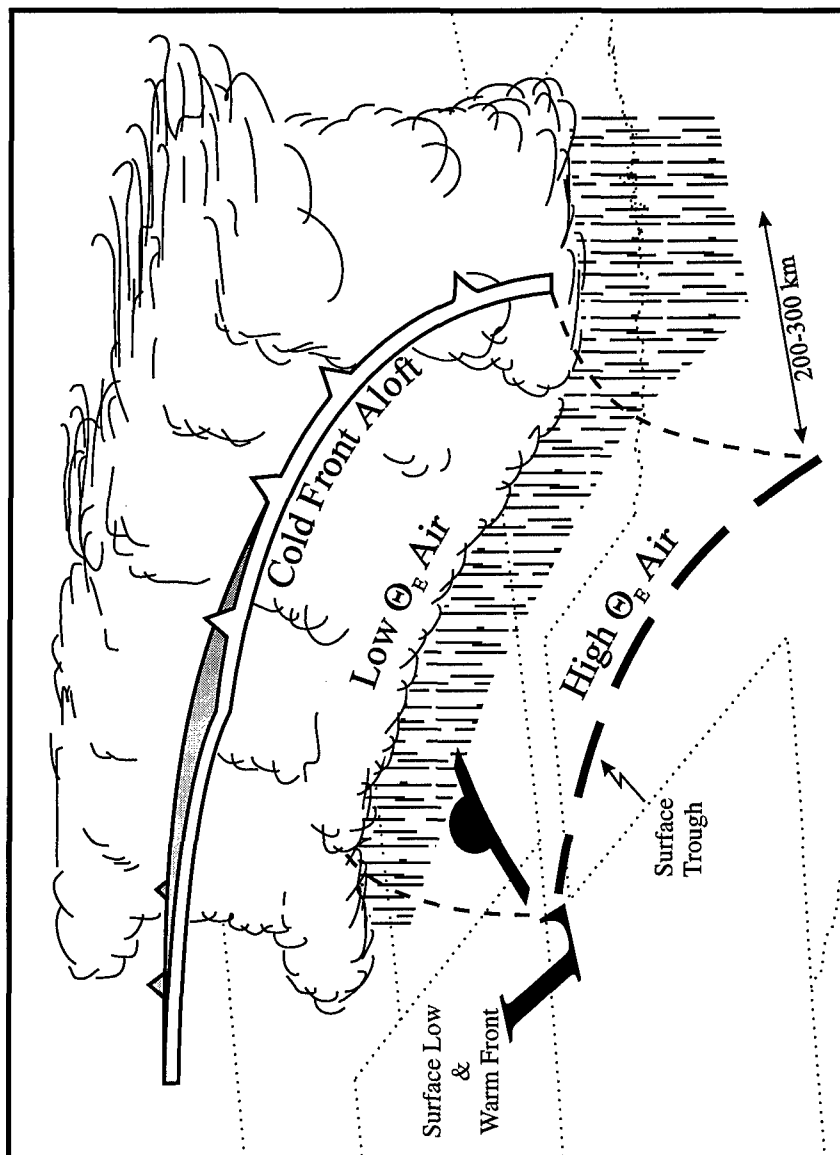 Cold Front Aloft
Low Θ_E Air
High Θ_E Air
200-300 km
Surface
Trough
Surface Low
&
Warm Front
L